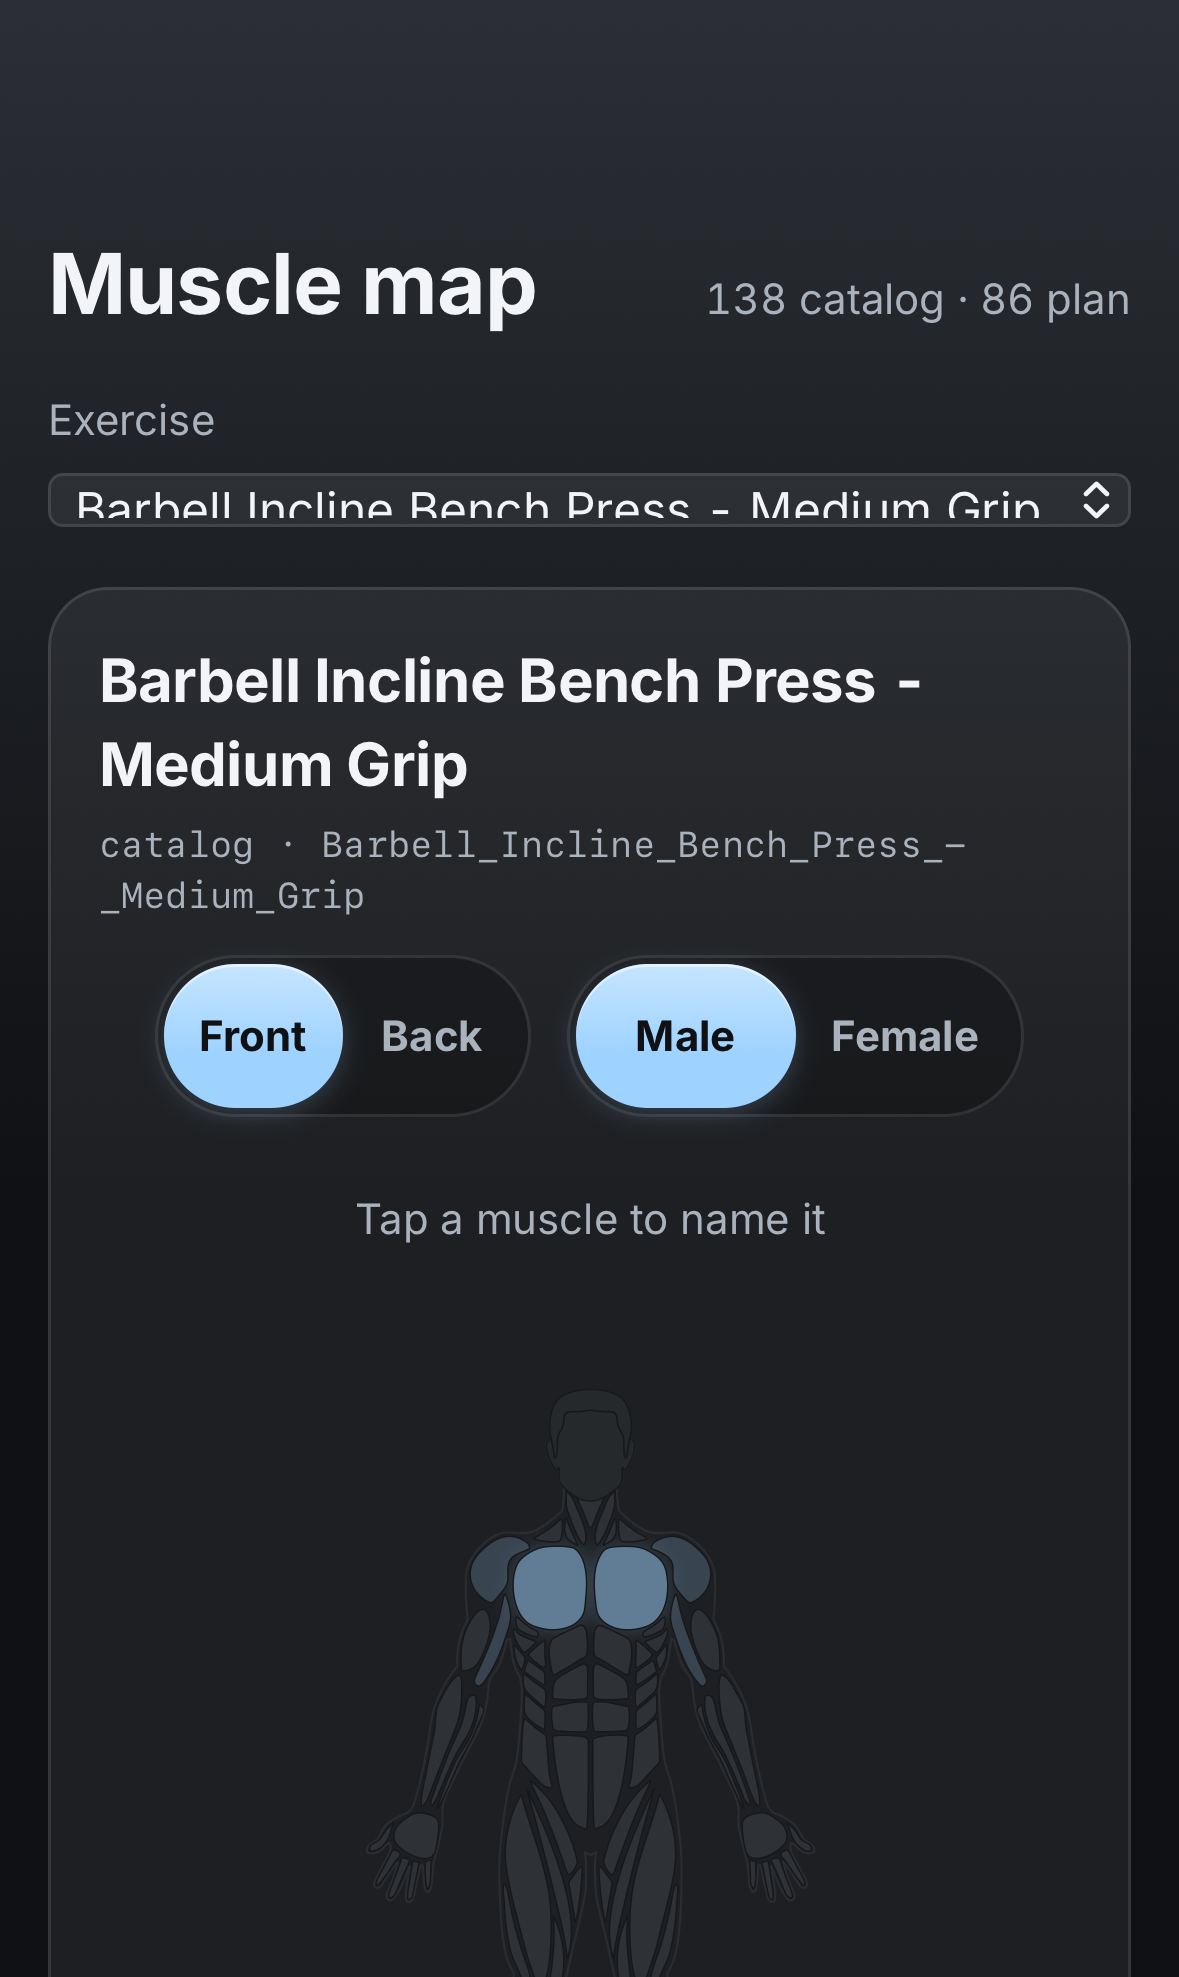 Muscle map
138 catalog · 86 plan
Exercise
Barbell Incline Bench Press - Medium Grip
Barbell Incline Bench Press -
Medium Grip
catalog · Barbell_Incline_Bench_Press_-
_Medium_Grip
Front
Back
Male
Female
Tap a muscle to name it